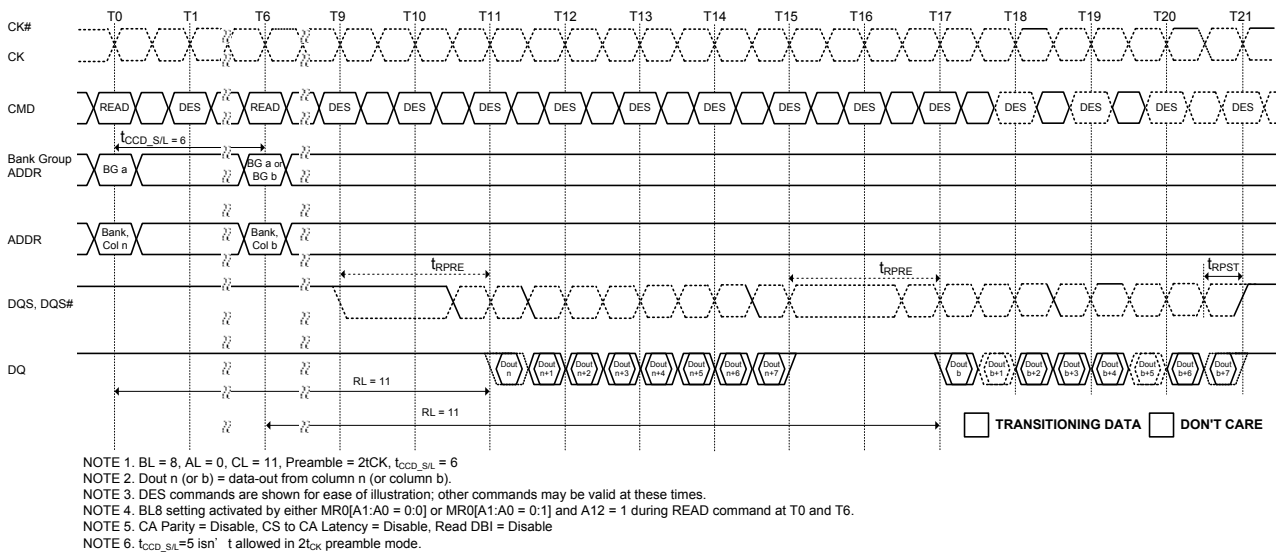 T0 T1 T6 T9 T10 T11 T12 T13 T14 T15 T16 T17 T18 T19 T20 T21
CK#
CK
CMD READ DES READ DES DES DES DES DES DES DES DES DES DES DES DES DES
tCCD_S/L = 6
Bank Group
ADDR
BG a
BG a or
BG b
ADDR
Bank,
Col n
Bank,
Col b
tRPRE tRPRE tRPST
DQS, DQS#
DQ
Dout
n
Dout
n+1
Dout
n+2
Dout
n+3
Dout
n+4
Dout
n+5
Dout
n+6
Dout
n+7
Dout
b
Dout
b+1
Dout
b+2
Dout
b+3
Dout
b+4
Dout
b+5
Dout
b+6
Dout
b+7
RL = 11
RL = 11
TRANSITIONING DATA DON'T CARE
NOTE 1. BL = 8, AL = 0, CL = 11, Preamble = 2tCK, tCCD_S/L = 6
NOTE 2. Dout n (or b) = data-out from column n (or column b).
NOTE 3. DES commands are shown for ease of illustration; other commands may be valid at these times.
NOTE 4. BL8 setting activated by either MR0[A1:A0 = 0:0] or MR0[A1:A0 = 0:1] and A12 = 1 during READ command at T0 and T6.
NOTE 5. CA Parity = Disable, CS to CA Latency = Disable, Read DBI = Disable
NOTE 6. tCCD_S/L=5 isn’ t allowed in 2tCK preamble mode.